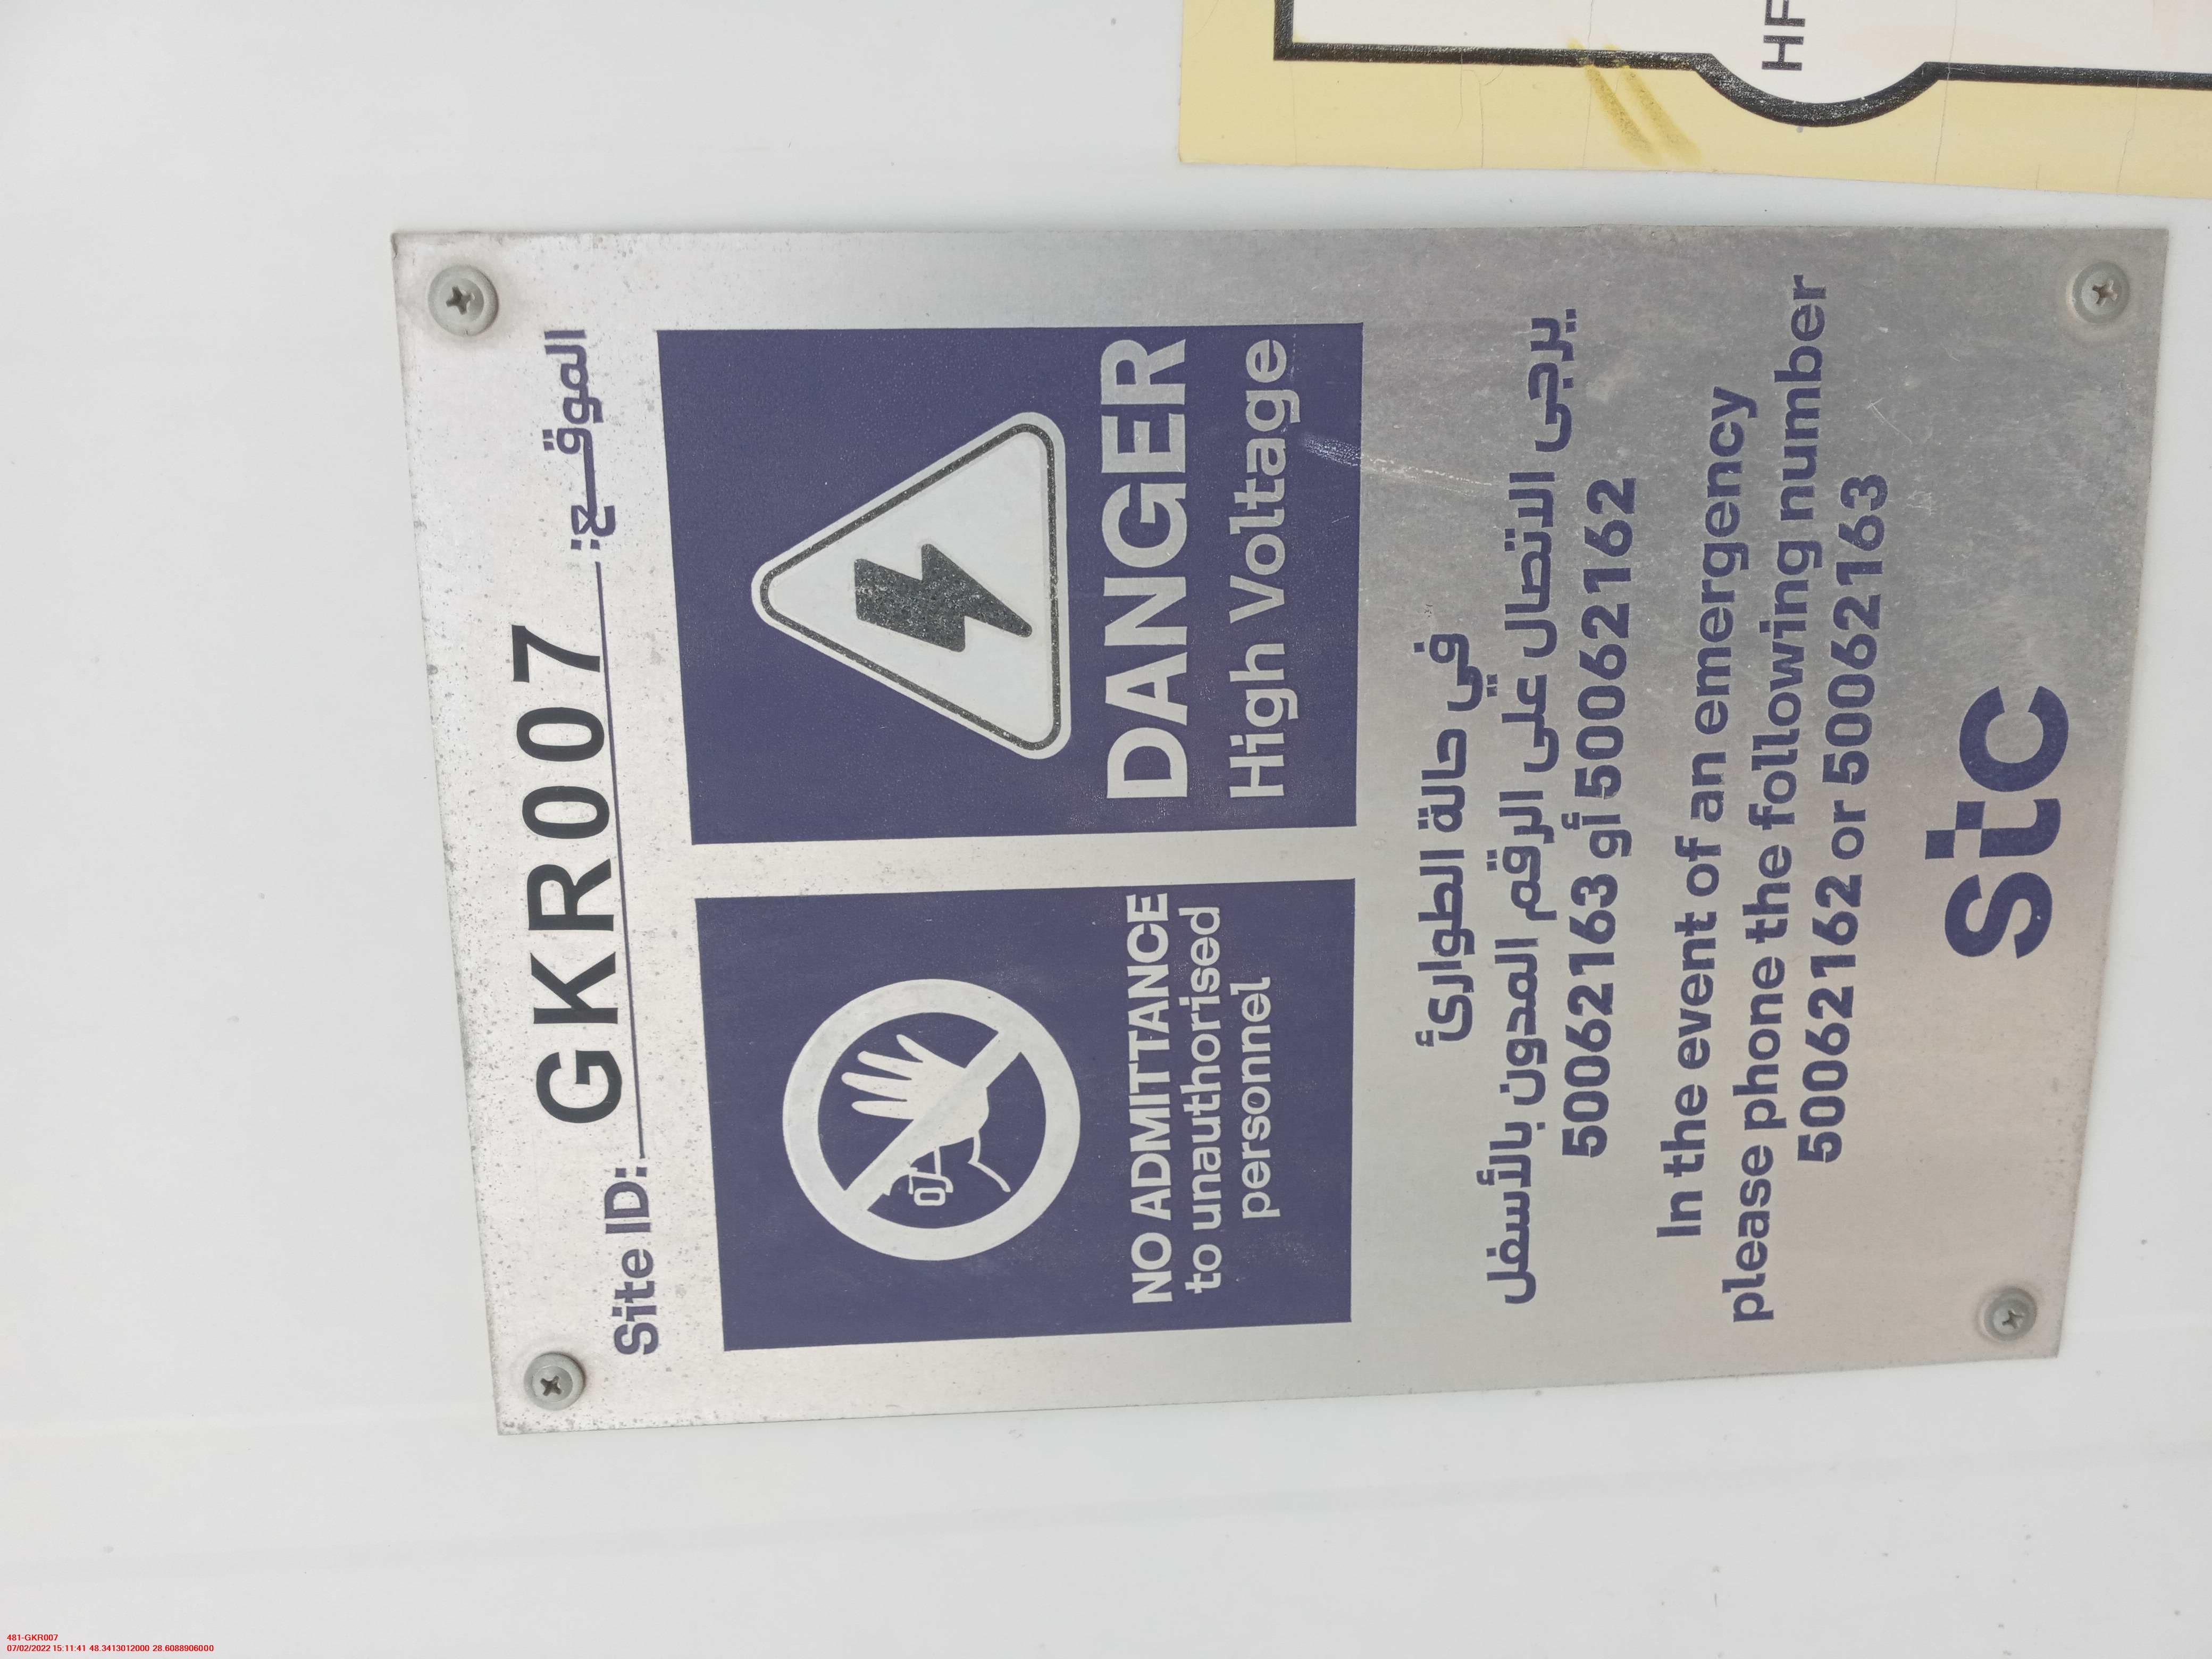 Site ID: GKR007 الموقـع:
NO ADMITTANCE
to unauthorised
personnel
DANGER
High Voltage
في حالة الطوارئ
يرجى الاتصال على الرقم المدون بالأسفل
50062163 أو 50062162
In the event of an emergency
please phone the following number
50062162 or 50062163
stc
HF
481-GKR007
07/02/2022 15:11:41 48.3413012000 28.6088906000